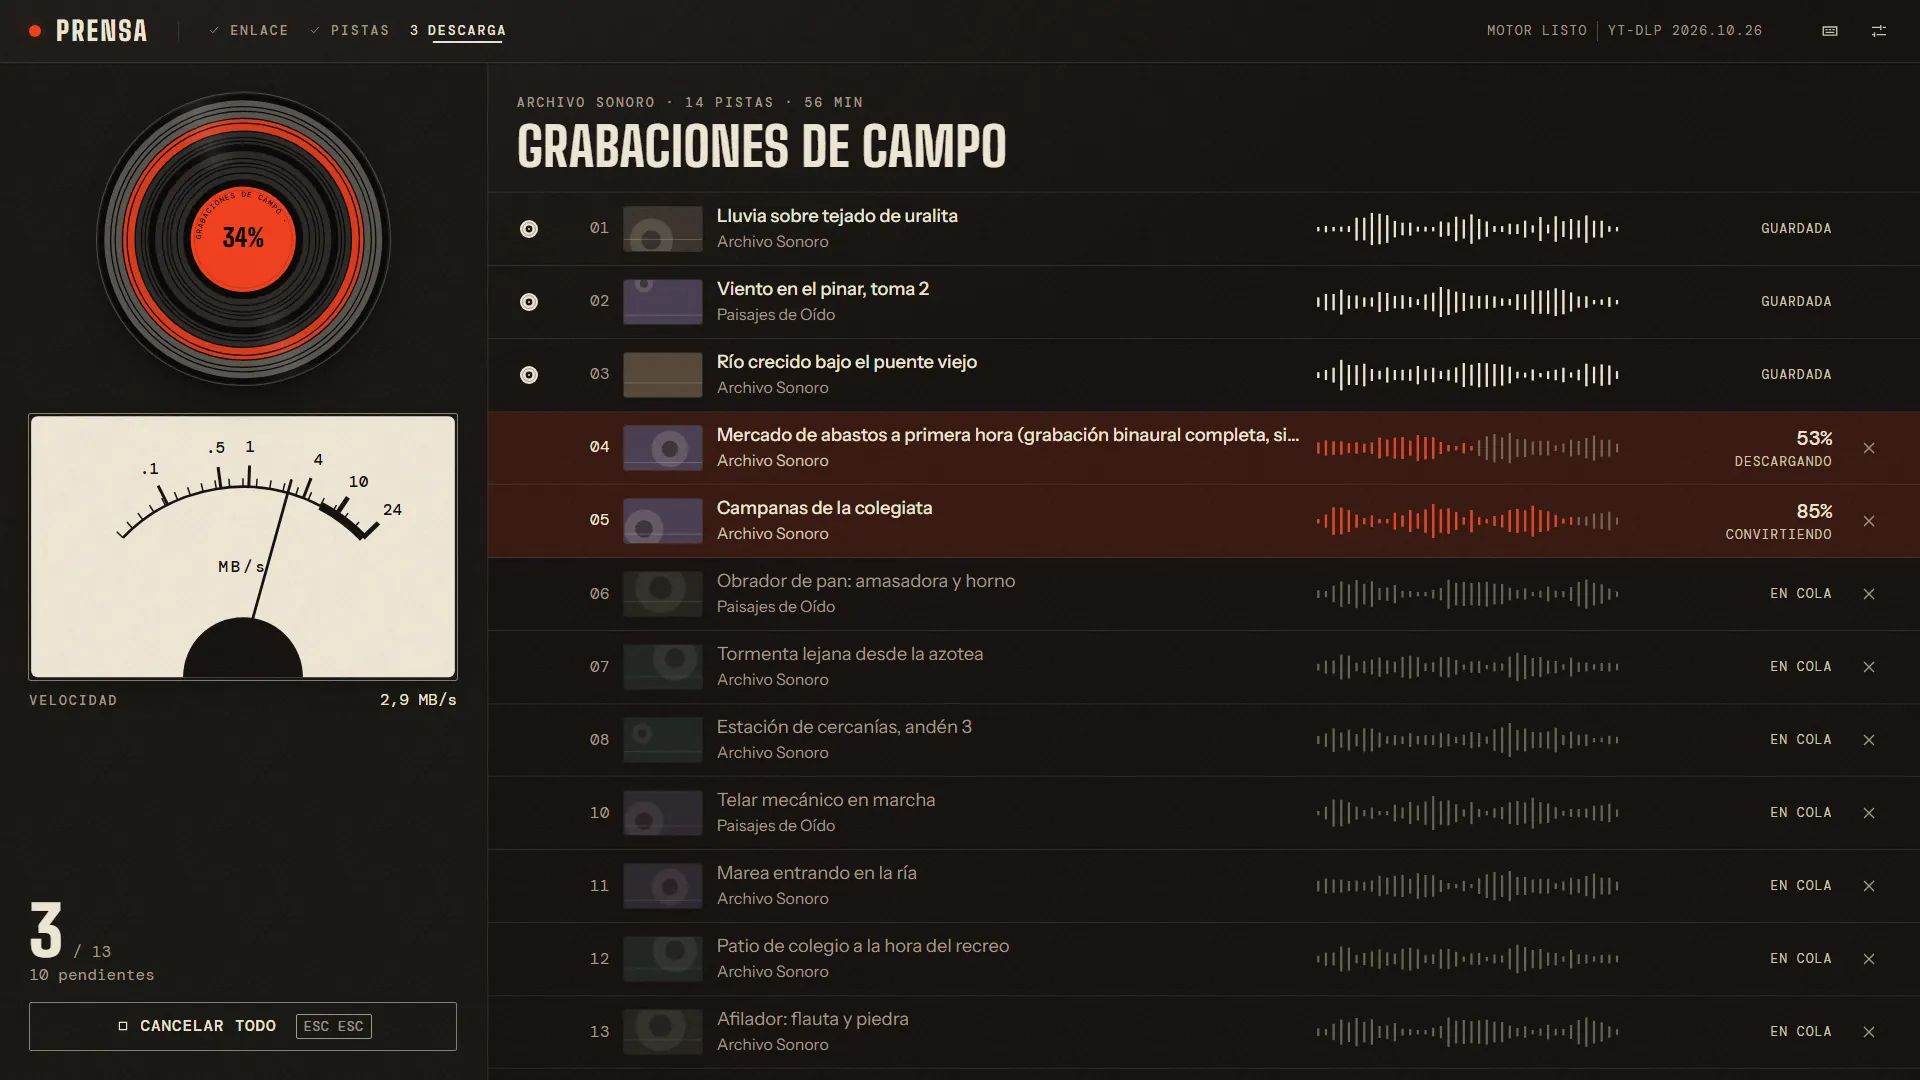 PRENSA
✓ ENLACE ✓ PISTAS 3 DESCARGA
MOTOR LISTO YT-DLP 2026.10.26
GRABACIONES DE CAMPO ·
34%
.1 .5 1 4 10 24
MB/s
VELOCIDAD 2,9 MB/s
3 / 13
10 pendientes
CANCELAR TODO ESC ESC
ARCHIVO SONORO · 14 PISTAS · 56 MIN
GRABACIONES DE CAMPO
01 Lluvia sobre tejado de uralita GUARDADA
Archivo Sonoro
02 Viento en el pinar, toma 2 GUARDADA
Paisajes de Oído
03 Río crecido bajo el puente viejo GUARDADA
Archivo Sonoro
04 Mercado de abastos a primera hora (grabación binaural completa, si... 53%
Archivo Sonoro DESCARGANDO
05 Campanas de la colegiata 85%
Archivo Sonoro CONVIRTIENDO
06 Obrador de pan: amasadora y horno EN COLA
Paisajes de Oído
07 Tormenta lejana desde la azotea EN COLA
Archivo Sonoro
08 Estación de cercanías, andén 3 EN COLA
Archivo Sonoro
10 Telar mecánico en marcha EN COLA
Paisajes de Oído
11 Marea entrando en la ría EN COLA
Archivo Sonoro
12 Patio de colegio a la hora del recreo EN COLA
Archivo Sonoro
13 Afilador: flauta y piedra EN COLA
Archivo Sonoro